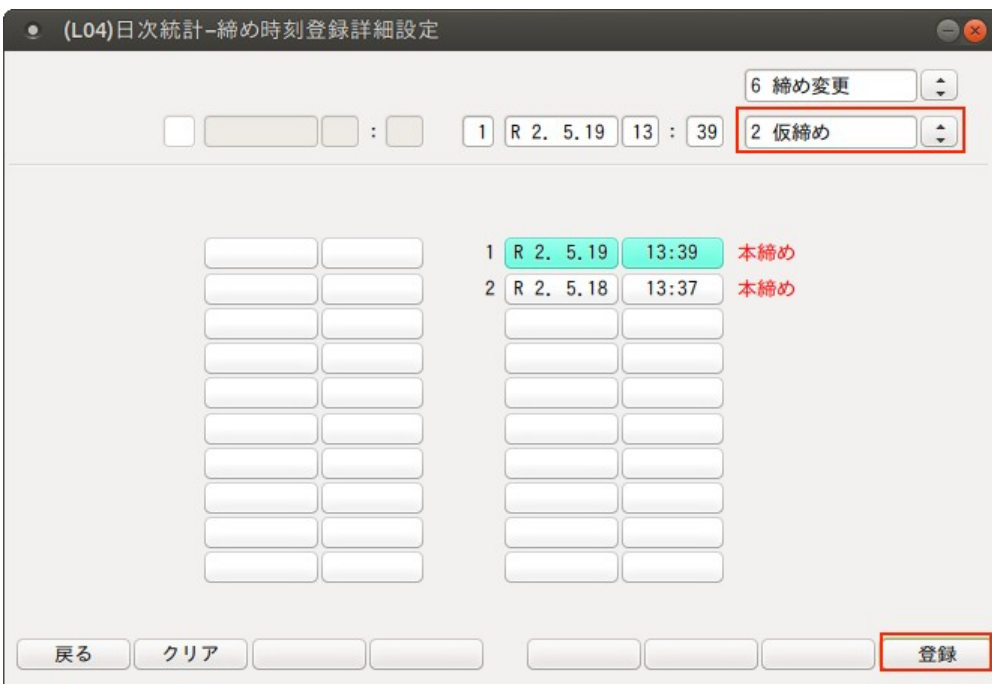 (L04)日次統計−締め時刻登録詳細設定
6 締め変更
: 1 R 2. 5.19 13 : 39 2 仮締め
1 R 2. 5.19 13:39 本締め
2 R 2. 5.18 13:37 本締め
戻る クリア 登録